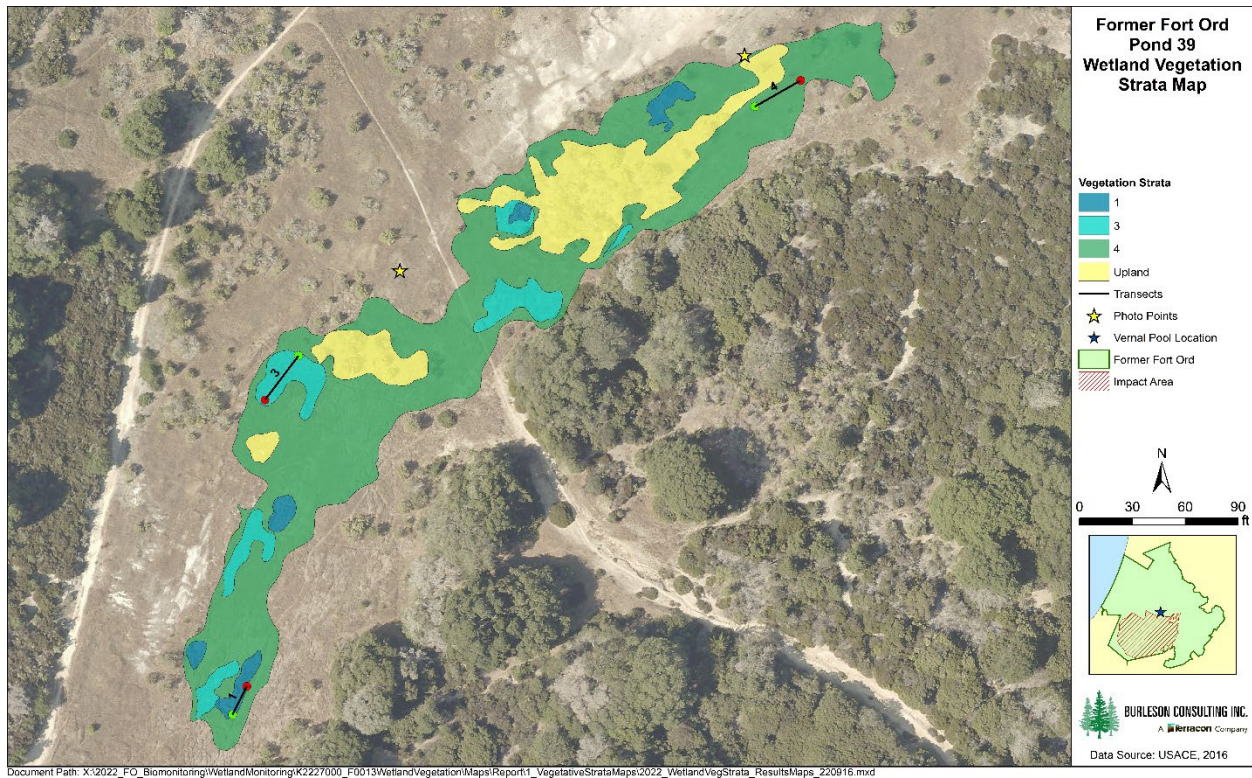 Former Fort Ord
Pond 39
Wetland Vegetation
Strata Map
Vegetation Strata
1
3
4
Upland
Transects
Photo Points
Vernal Pool Location
Former Fort Ord
Impact Area
N
0 30 60 90
ft
BURLESON CONSULTING INC.
A Terracon Company
Data Source: USACE, 2016
4
3
1
Document Path: X:\2022_FO_Biomonitoring\WetlandMonitoring\K2227000_F0013WetlandVegetation\Maps\Report\1_VegetativeStrataMaps\2022_WetlandVegStrata_ResultsMaps_220916.mxd